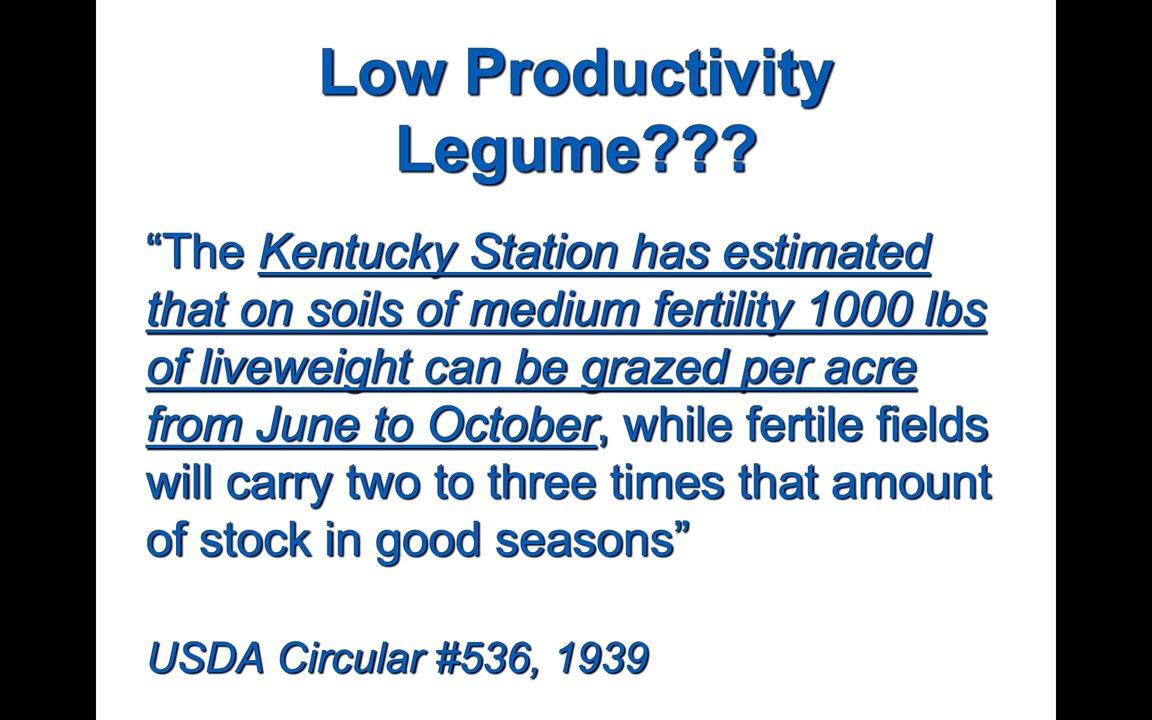 Low Productivity
Legume???
“The Kentucky Station has estimated
that on soils of medium fertility 1000 lbs
of liveweight can be grazed per acre
from June to October, while fertile fields
will carry two to three times that amount
of stock in good seasons”
USDA Circular #536, 1939